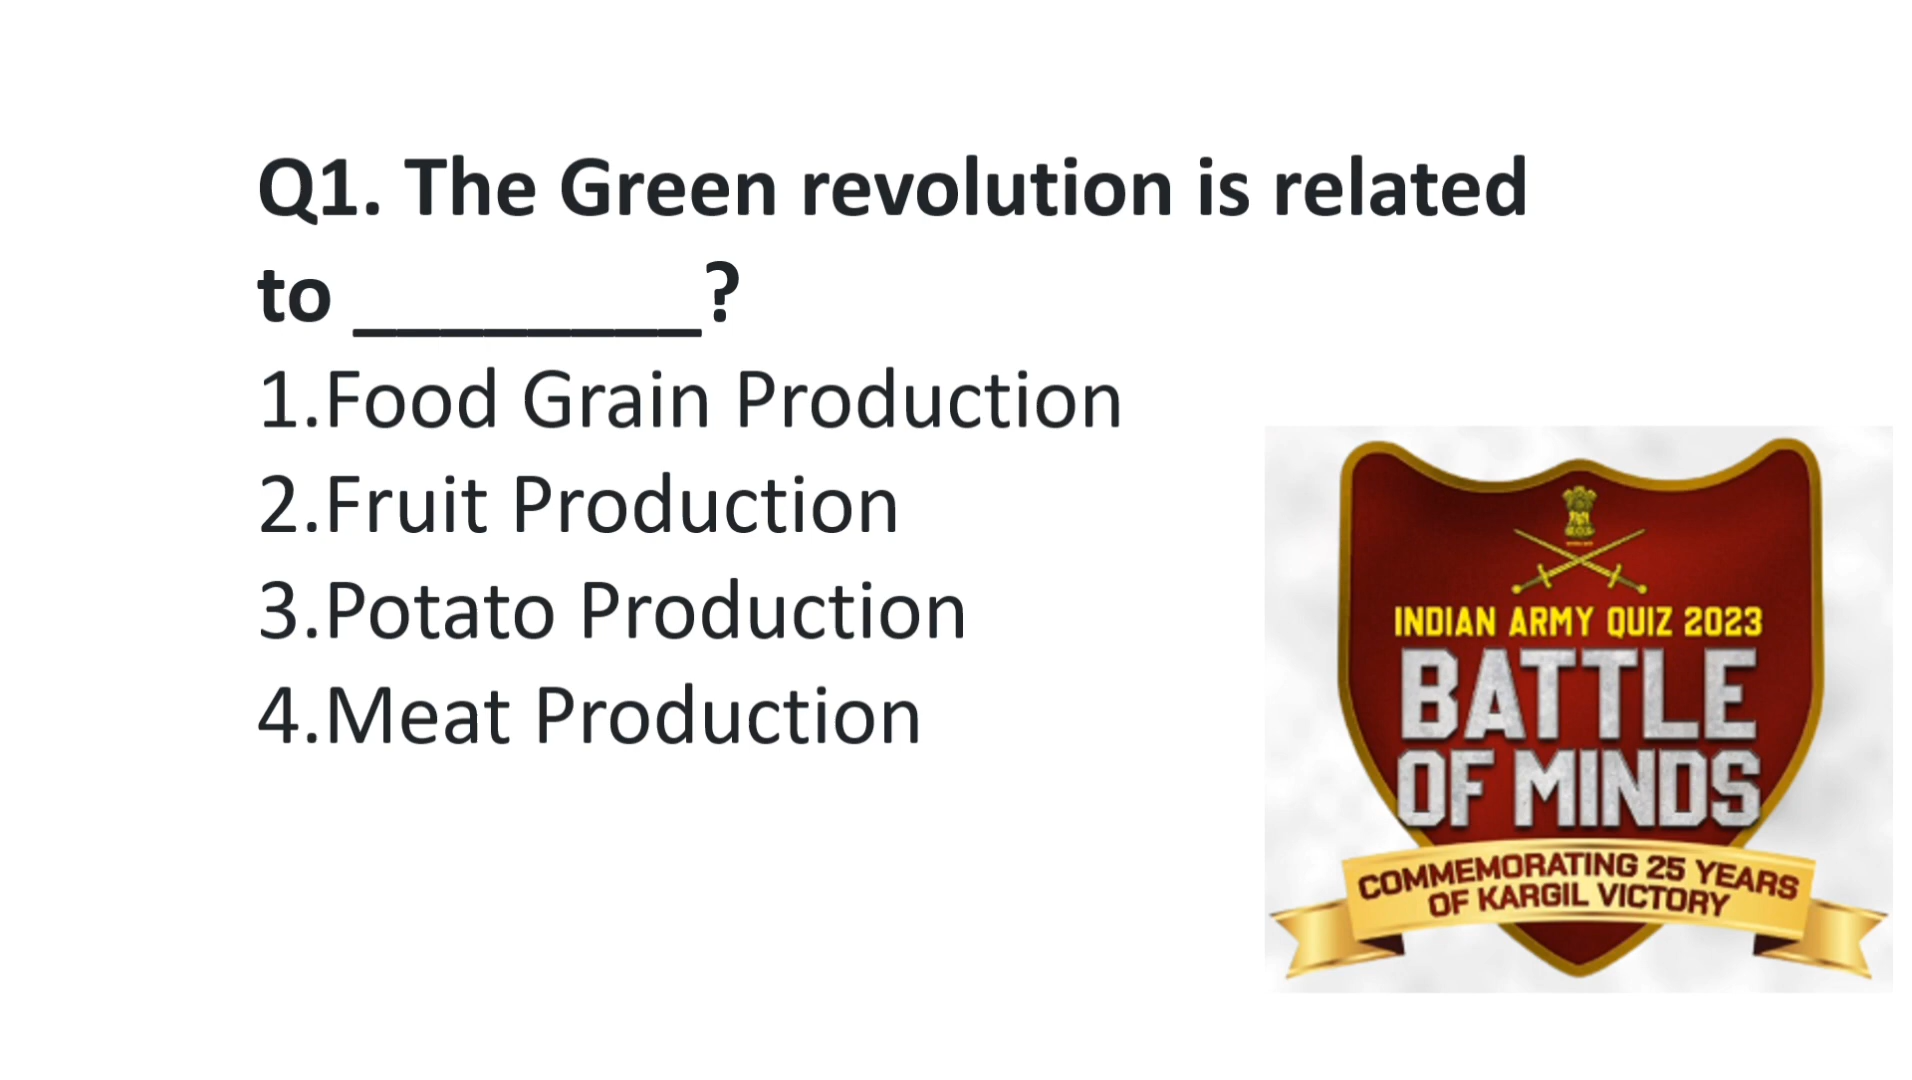 Q1. The Green revolution is related
to ________?
1.Food Grain Production
2.Fruit Production
3.Potato Production
4.Meat Production
INDIAN ARMY QUIZ 2023
BATTLE
OF MINDS
COMMEMORATING 25 YEARS
OF KARGIL VICTORY